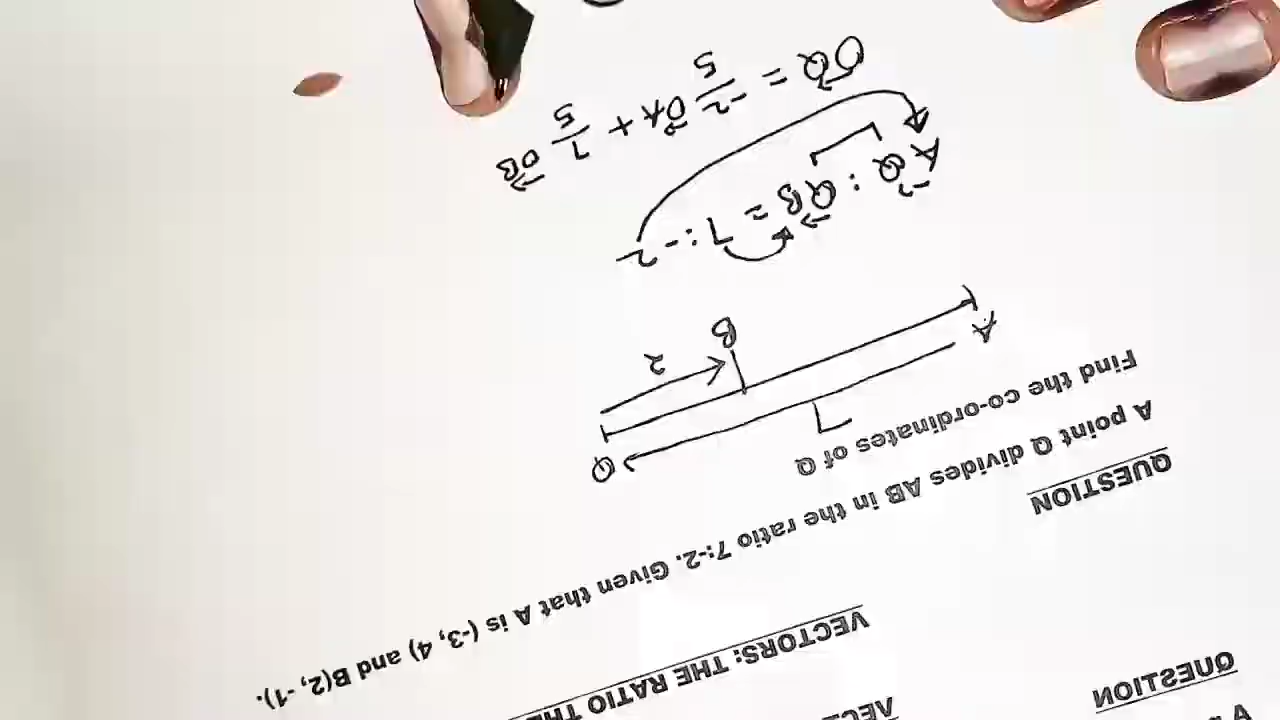 QUESTION
VECTORS: THE RATIO
QUESTION
A point Q divides AB in the ratio 7:-2. Given that A is (-3, 4) and B(2, -1).
Find the co-ordinates of Q
A 7 Q
B 2
AQ : QB = 7 : -2
OQ = -2/5 OA + 7/5 OB